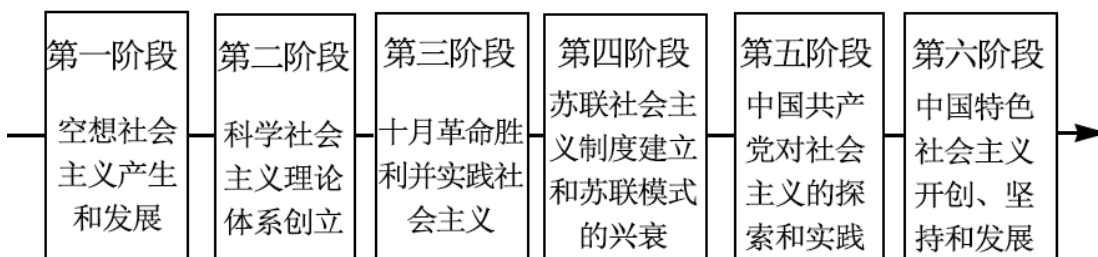 第一阶段
空想社会
主义产生
和发展
第二阶段
科学社会
主义理论
体系创立
第三阶段
十月革命胜
利并实践社
会主义
第四阶段
苏联社会主
义制度建立
和苏联模式
的兴衰
第五阶段
中国共产
党对社会
主义的探
索和实践
第六阶段
中国特色
社会主义
开创、坚
持和发展